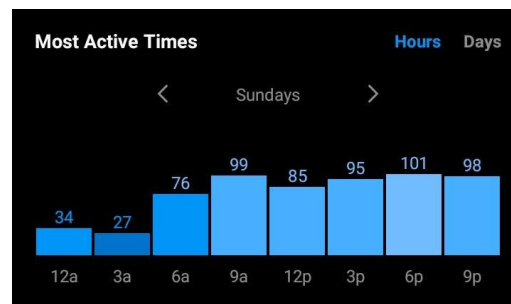 Most Active Times Hours Days
Sundays
34 27 76 99 85 95 101 98
12a 3a 6a 9a 12p 3p 6p 9p